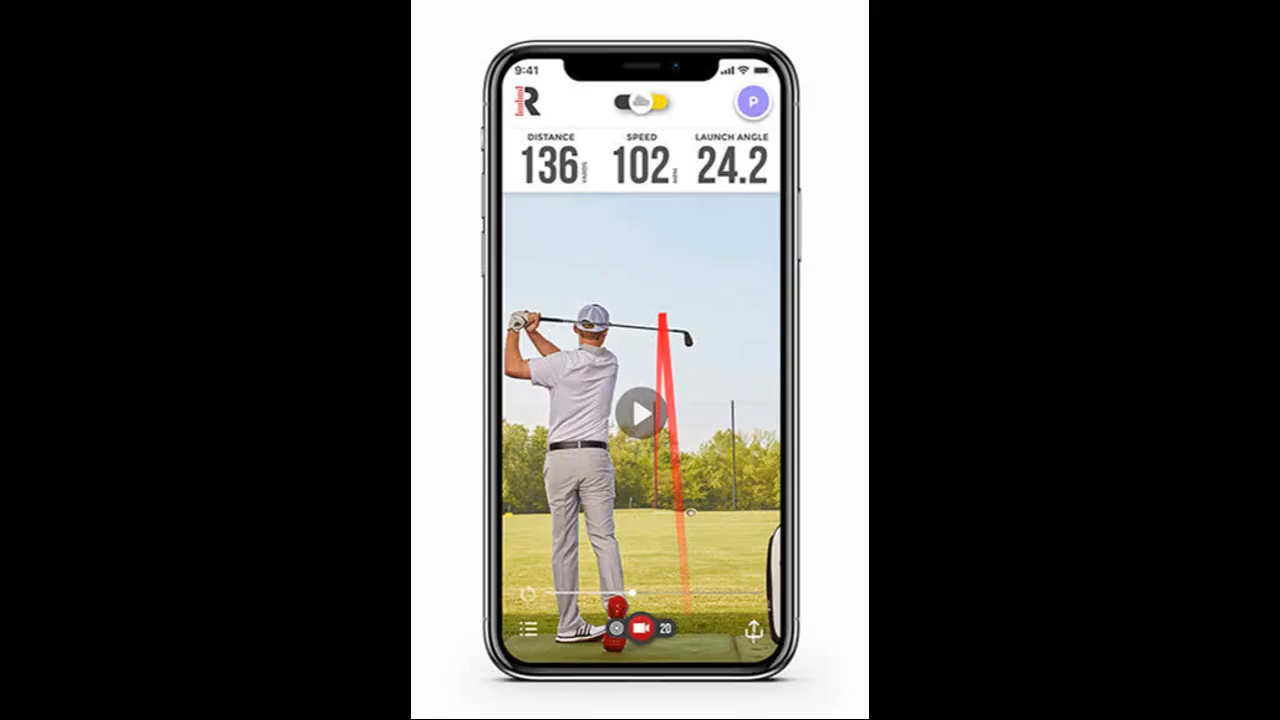 9:41
R
P
DISTANCE SPEED LAUNCH ANGLE
136 YARDS 102 MPH 24.2
20